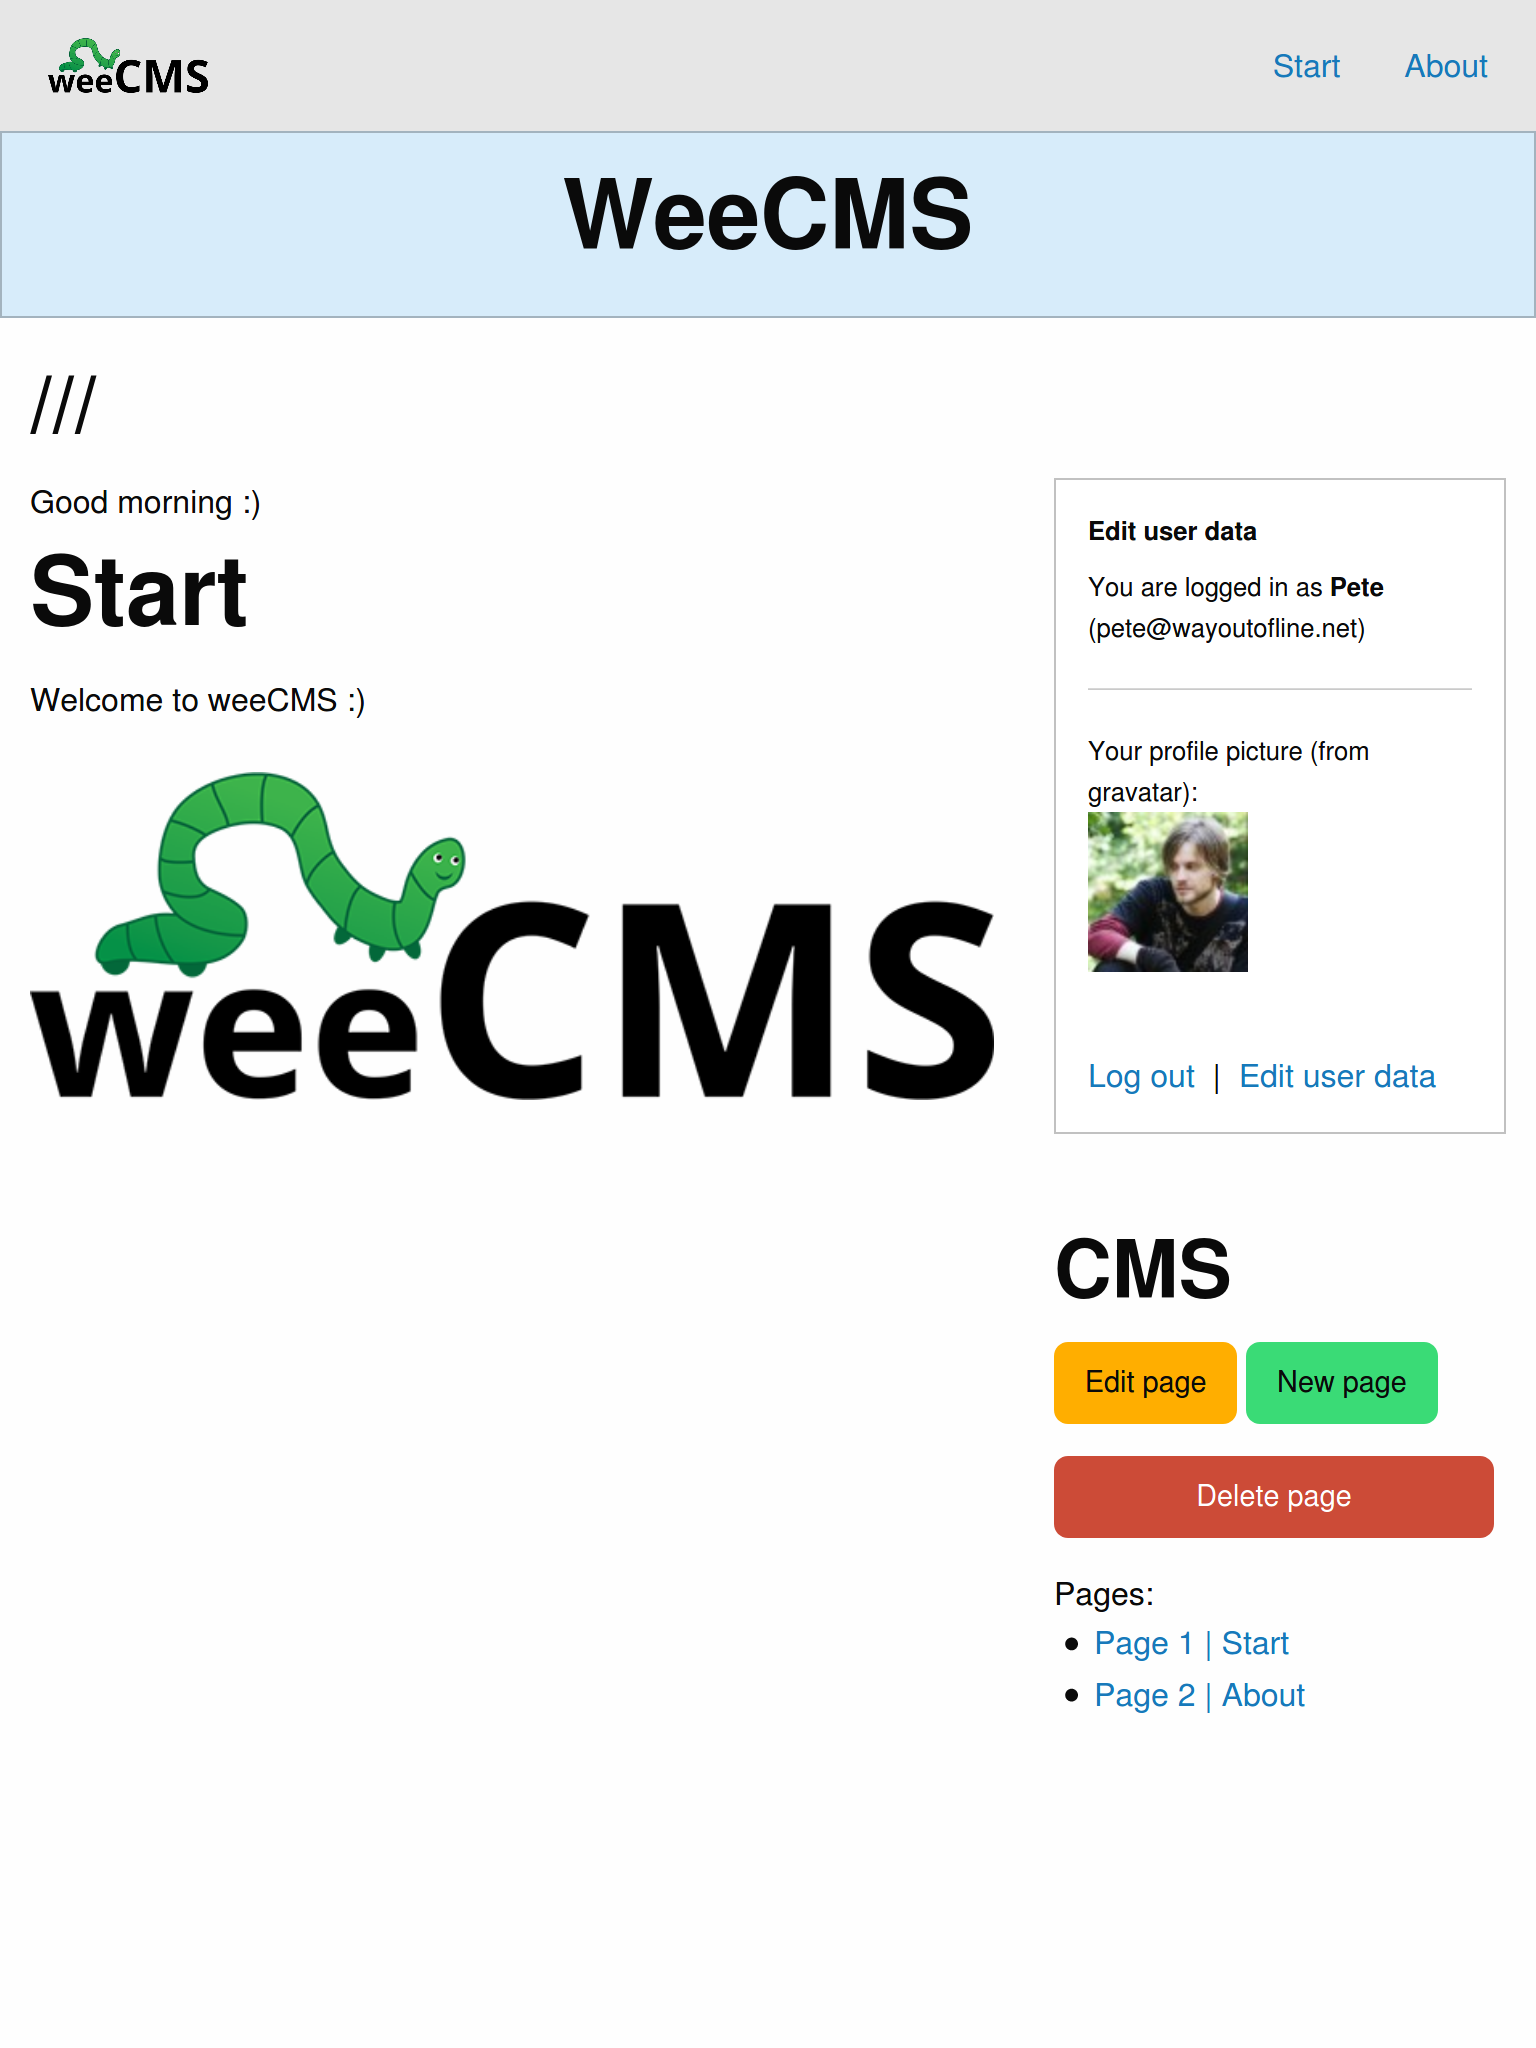 weeCMS
Start About
WeeCMS
///
Good morning :)
Start
Welcome to weeCMS :)
weeCMS
Edit user data
You are logged in as Pete
(pete@wayoutofline.net)
Your profile picture (from
gravatar):
Log out | Edit user data
CMS
Edit page New page
Delete page
Pages:
Page 1 | Start
Page 2 | About